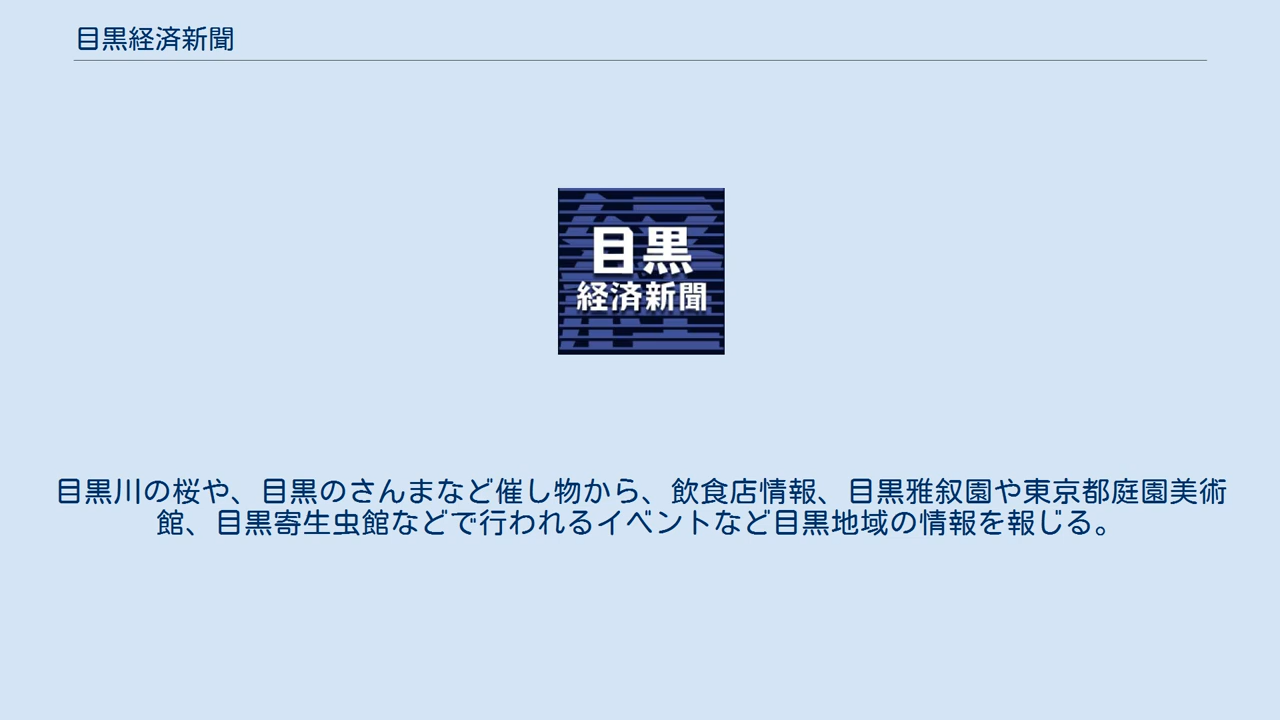 目黒経済新聞
目黒
経済新聞
目黒川の桜や、目黒のさんまなど催し物から、飲食店情報、目黒雅叙園や東京都庭園美術
館、目黒寄生虫館などで行われるイベントなど目黒地域の情報を報じる。